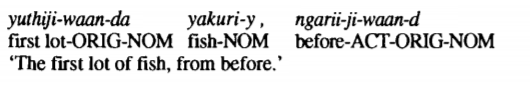 yuthiji-waan-da yakuri-y , ngarii-ji-waan-d
first lot-ORIG-NOM fish-NOM before-ACT-ORIG-NOM
‘The first lot of fish, from before.’